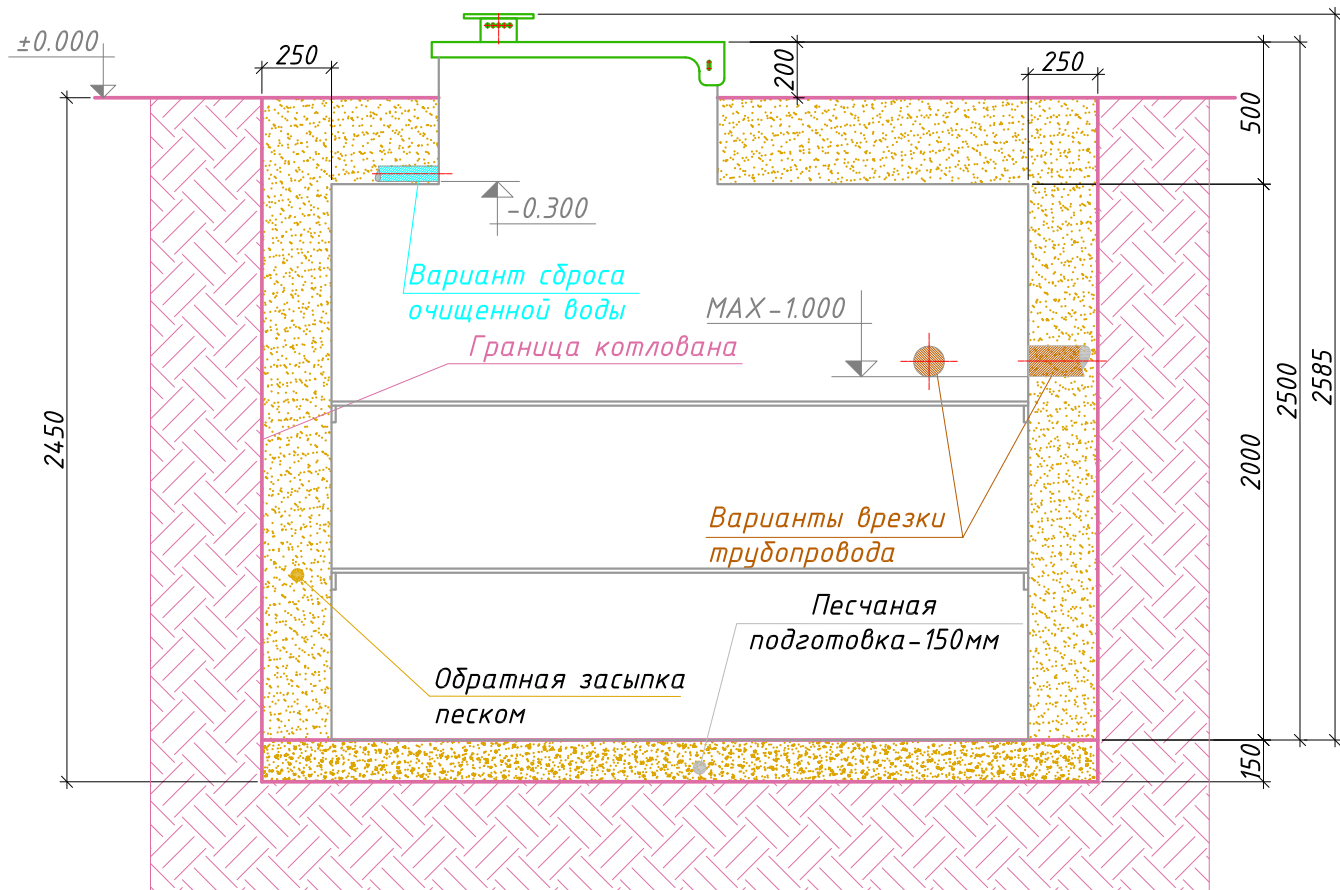 ±0.000
250
200
250
500
-0.300
Вариант сброса
очищенной воды
MAX -1.000
Граница котлована
2585
2500
2450
2000
Варианты врезки
трубопровода
Песчаная
подготовка-150мм
Обратная засыпка
песком
150